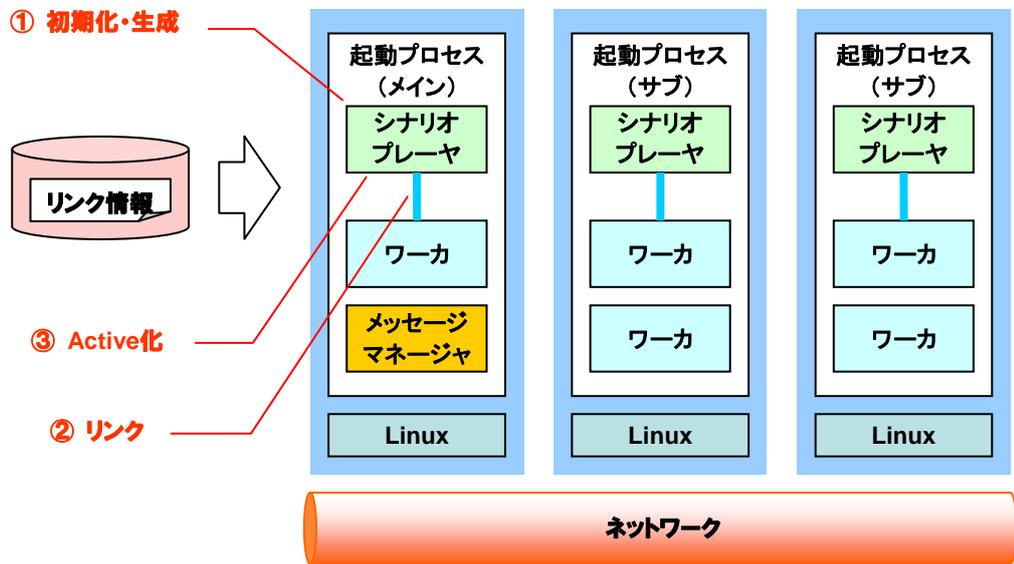 ① 初期化・生成
リンク情報
③ Active化
② リンク
起動プロセス
(メイン)
シナリオ
プレーヤ
ワーカ
メッセージ
マネージャ
Linux
起動プロセス
(サブ)
シナリオ
プレーヤ
ワーカ
ワーカ
Linux
起動プロセス
(サブ)
シナリオ
プレーヤ
ワーカ
ワーカ
Linux
ネットワーク